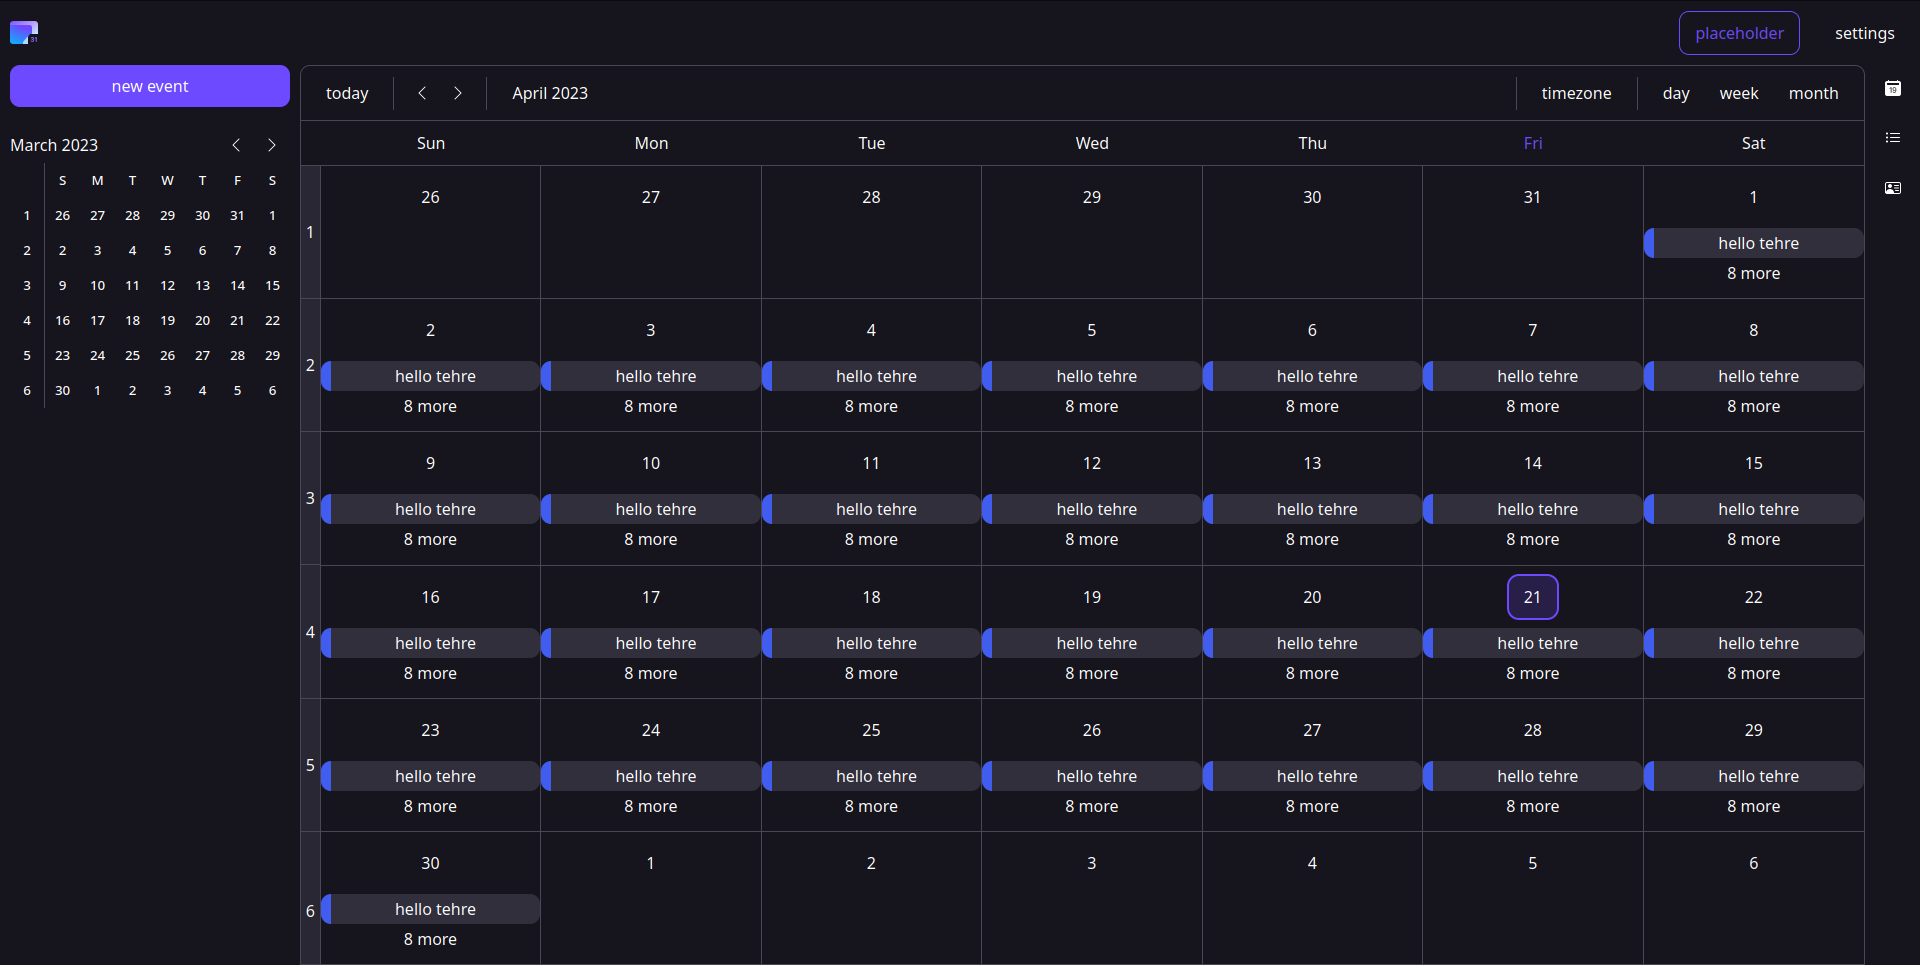 31
placeholder settings
new event
today April 2023 timezone day week month
19
March 2023
S M T W T F S
1 26 27 28 29 30 31 1
2 2 3 4 5 6 7 8
3 9 10 11 12 13 14 15
4 16 17 18 19 20 21 22
5 23 24 25 26 27 28 29
6 30 1 2 3 4 5 6
Sun Mon Tue Wed Thu Fri Sat
26 27 28 29 30 31 1
1
hello tehre
8 more
2 3 4 5 6 7 8
2
hello tehre hello tehre hello tehre hello tehre hello tehre hello tehre hello tehre
8 more 8 more 8 more 8 more 8 more 8 more 8 more
9 10 11 12 13 14 15
3
hello tehre hello tehre hello tehre hello tehre hello tehre hello tehre hello tehre
8 more 8 more 8 more 8 more 8 more 8 more 8 more
16 17 18 19 20 21 22
4
hello tehre hello tehre hello tehre hello tehre hello tehre hello tehre hello tehre
8 more 8 more 8 more 8 more 8 more 8 more 8 more
23 24 25 26 27 28 29
5
hello tehre hello tehre hello tehre hello tehre hello tehre hello tehre hello tehre
8 more 8 more 8 more 8 more 8 more 8 more 8 more
30 1 2 3 4 5 6
6
hello tehre
8 more